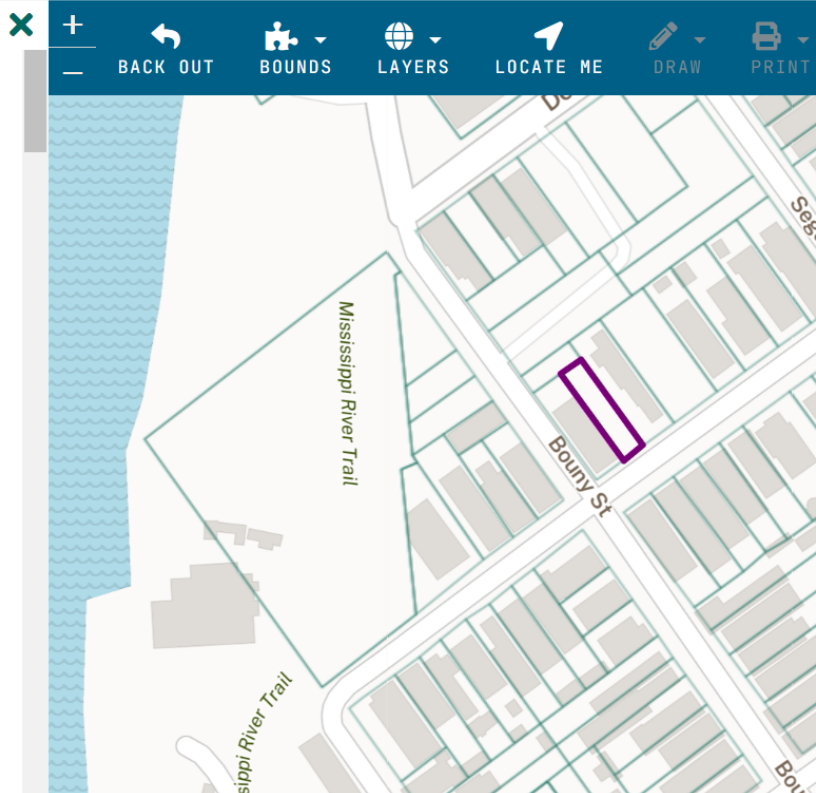 +
−
BACK OUT
BOUNDS
LAYERS
LOCATE ME
DRAW
PRINT
Mississippi River Trail
Bouny St